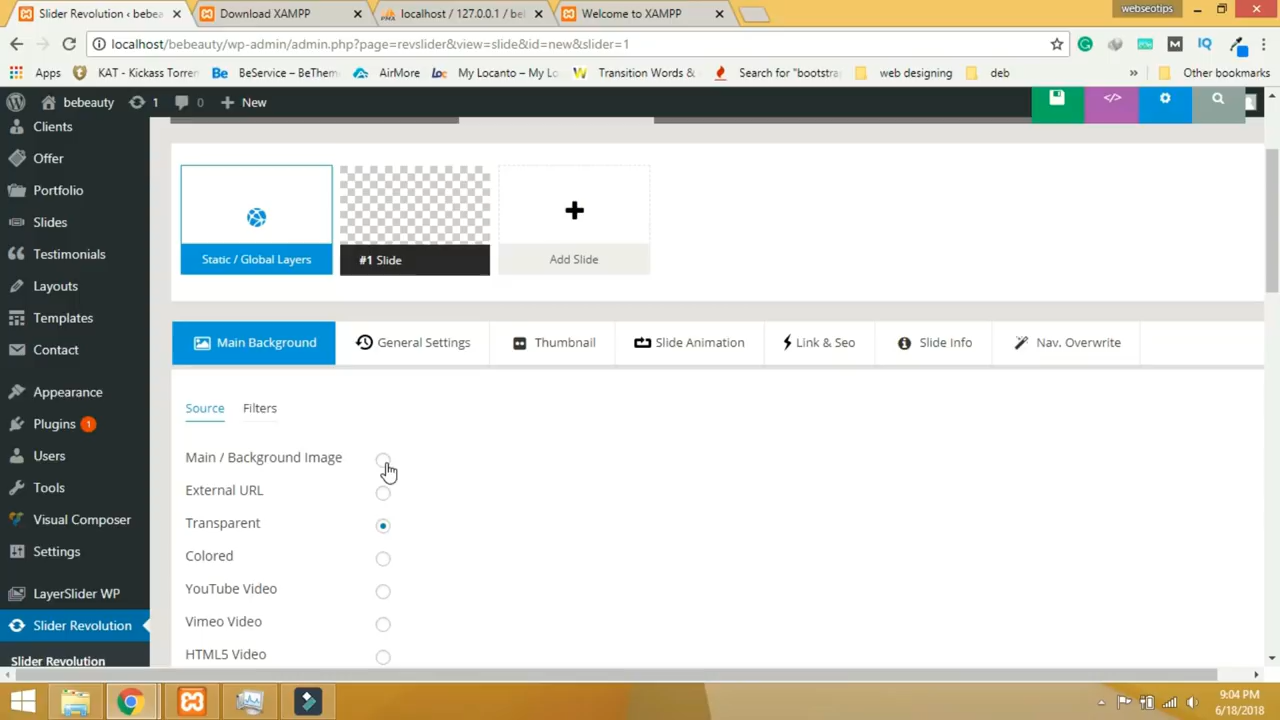 Slider Revolution ‹ bebea
Download XAMPP
localhost / 127.0.0.1 / bel
Welcome to XAMPP
webseotips
localhost/bebeauty/wp-admin/admin.php?page=revslider&view=slide&id=new&slider=1
Apps
KAT - Kickass Torren
BeService – BeThem
AirMore
My Locanto – My Lo
Transition Words &
Search for "bootstra
web designing
deb
»
Other bookmarks
bebeauty
1
0
New
Clients
Offer
Portfolio
Slides
Testimonials
Layouts
Templates
Contact
Appearance
Plugins 1
Users
Tools
Visual Composer
Settings
LayerSlider WP
Slider Revolution
Slider Revolution
Static / Global Layers
#1 Slide
Add Slide
Main Background
General Settings
Thumbnail
Slide Animation
Link & Seo
Slide Info
Nav. Overwrite
Source
Filters
Main / Background Image
External URL
Transparent
Colored
YouTube Video
Vimeo Video
HTML5 Video
9:04 PM
6/18/2018